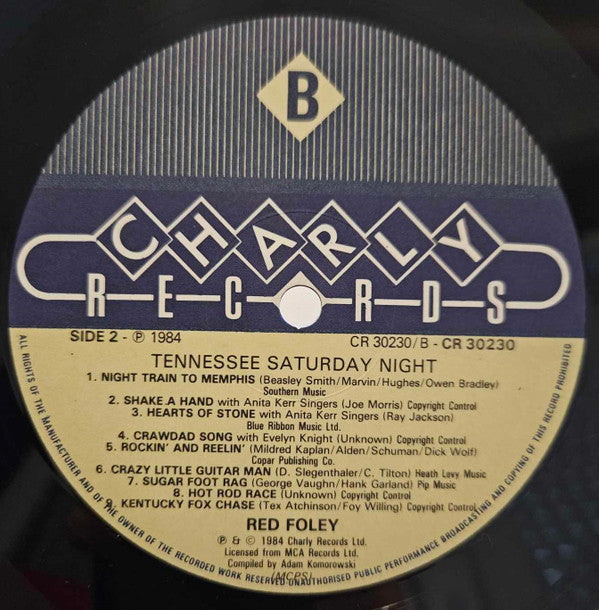 B
CHARLY
RECORDS
SIDE 2 - Ⓟ 1984
CR 30230/B - CR 30230
TENNESSEE SATURDAY NIGHT
1. NIGHT TRAIN TO MEMPHIS (Beasley Smith/Marvin/Hughes/Owen Bradley)
Southern Music
2. SHAKE A HAND with Anita Kerr Singers (Joe Morris) Copyright Control
3. HEARTS OF STONE with Anita Kerr Singers (Ray Jackson)
Blue Ribbon Music Ltd.
4. CRAWDAD SONG with Evelyn Knight (Unknown) Copyright Control
5. ROCKIN' AND REELIN' (Mildred Kaplan/Alden/Schuman/Dick Wolf)
Copar Publishing Co.
6. CRAZY LITTLE GUITAR MAN (D. Slegenthaler/C. Tilton) Heath Levy Music
7. SUGAR FOOT RAG (George Vaughn/Hank Garland) Pip Music
8. HOT ROD RACE (Unknown) Copyright Control
9. KENTUCKY FOX CHASE (Tex Atchinson/Foy Willing) Copyright Control
RED FOLEY
Ⓟ & © 1984 Charly Records Ltd.
Licensed from MCA Records Ltd.
Compiled by Adam Komorowski
(MCPS)
ALL RIGHTS OF THE MANUFACTURER AND OF THE OWNER OF THE RECORDED WORK RESERVED UNAUTHORISED PUBLIC PERFORMANCE BROADCASTING AND COPYING OF THIS RECORD PROHIBITED